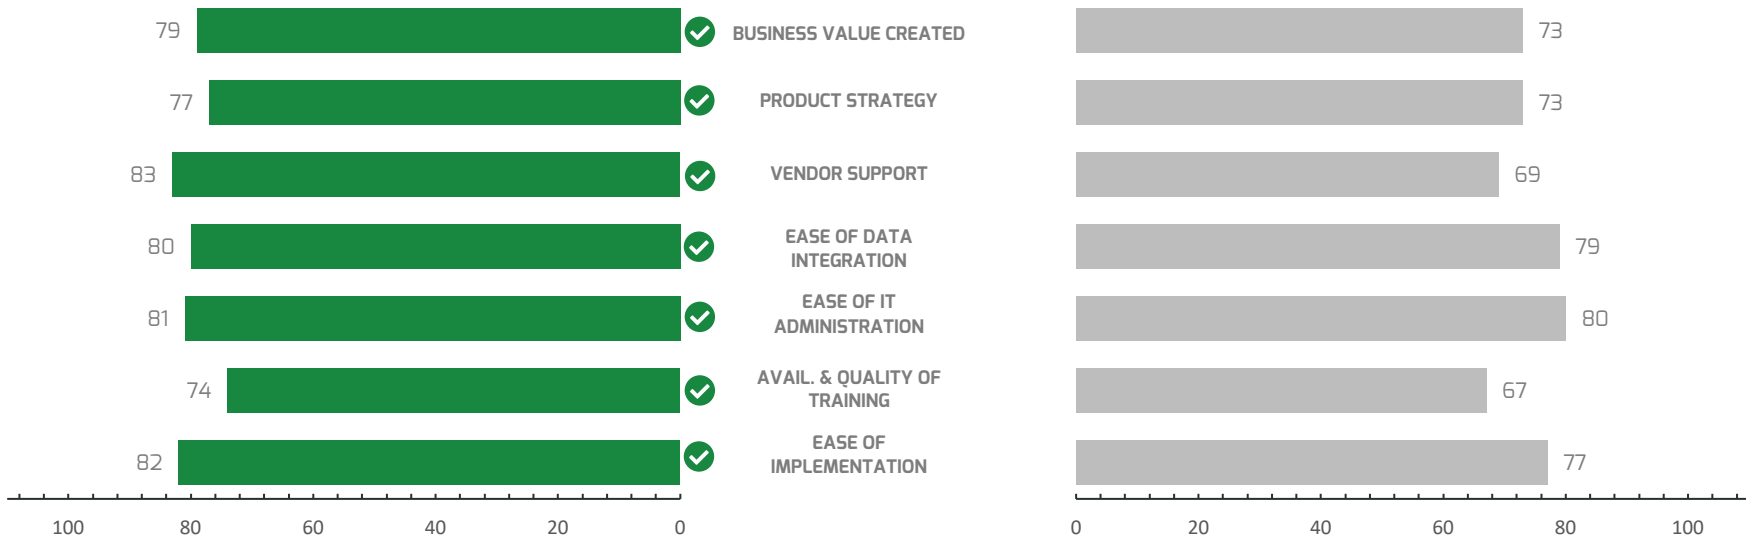 79 BUSINESS VALUE CREATED 73
77 PRODUCT STRATEGY 73
83 VENDOR SUPPORT 69
80 EASE OF DATA 79
INTEGRATION
81 EASE OF IT 80
ADMINISTRATION
74 AVAIL. & QUALITY OF 67
TRAINING
82 EASE OF 77
IMPLEMENTATION
100 80 60 40 20 0 0 20 40 60 80 100